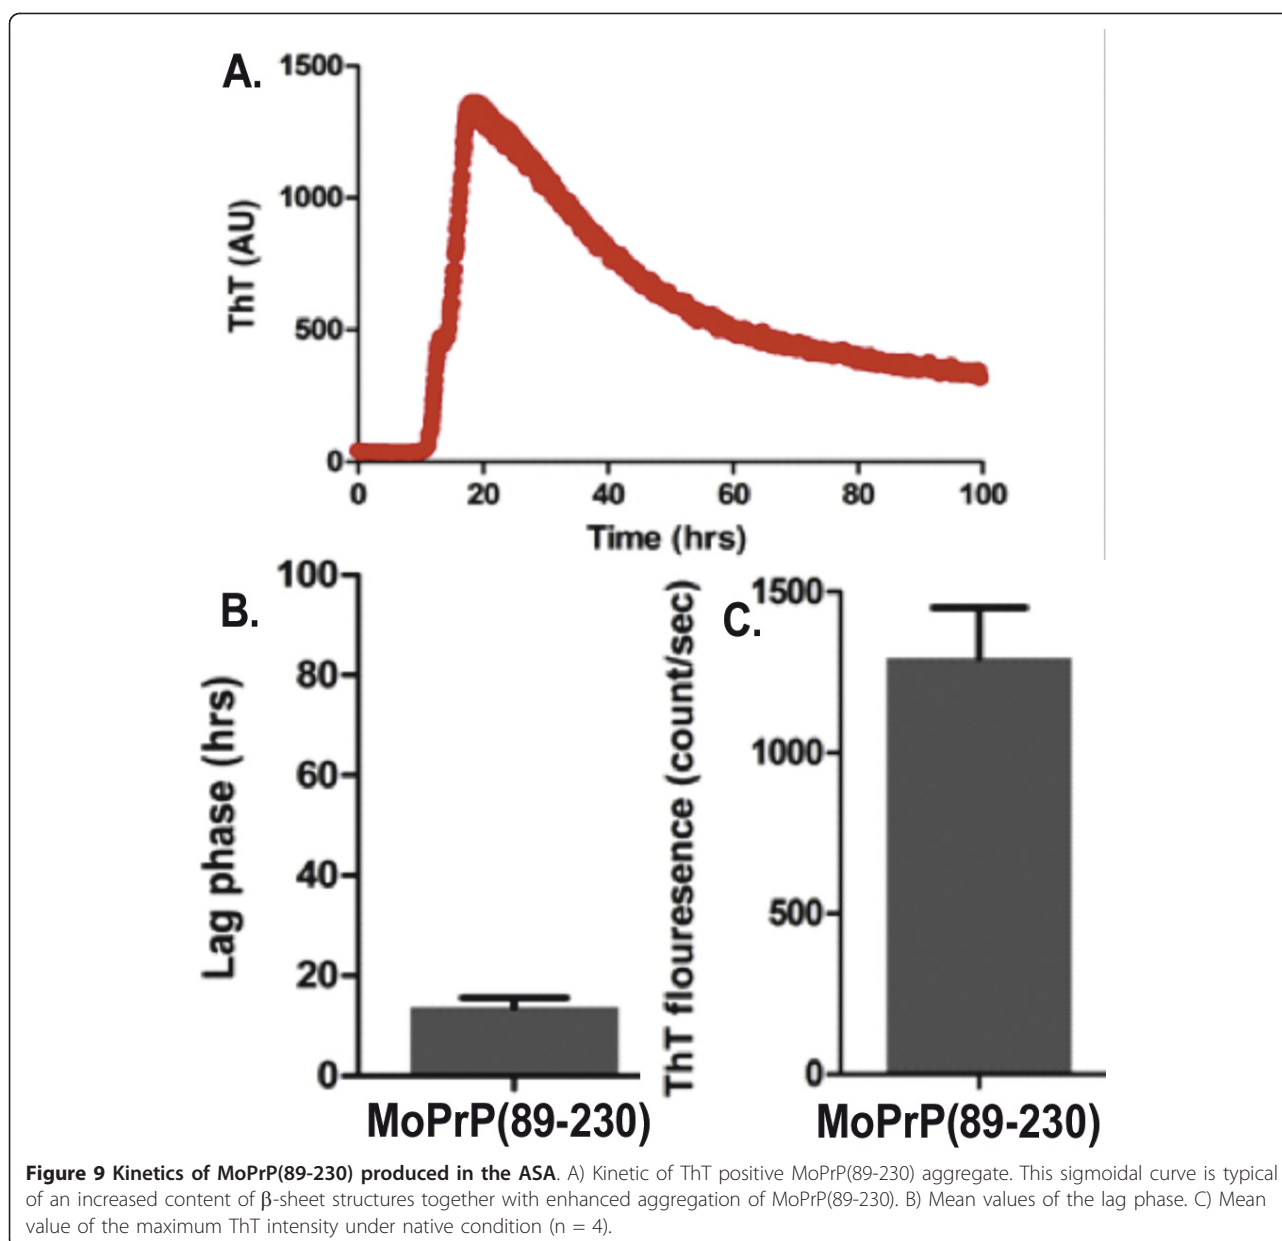 A.
1500
1000
500
0
ThT (AU)
0 20 40 60 80 100
Time (hrs)
B.
100
80
60
40
20
0
Lag phase (hrs)
MoPrP(89-230)
C.
1500
1000
500
0
ThT flouresence (count/sec)
MoPrP(89-230)
Figure 9 Kinetics of MoPrP(89-230) produced in the ASA. A) Kinetic of ThT positive MoPrP(89-230) aggregate. This sigmoidal curve is typical
of an increased content of β-sheet structures together with enhanced aggregation of MoPrP(89-230). B) Mean values of the lag phase. C) Mean
value of the maximum ThT intensity under native condition (n = 4).